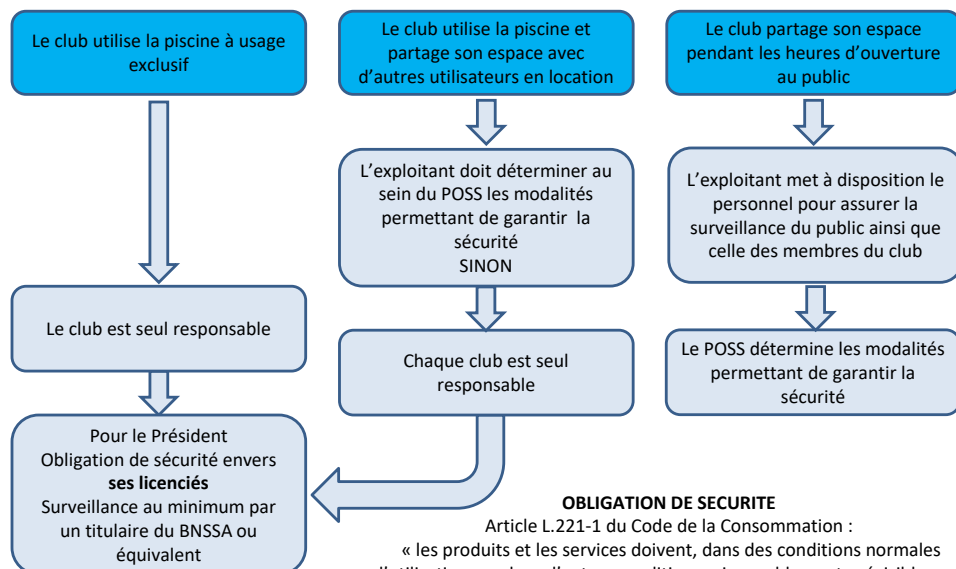 Le club utilise la piscine à usage
exclusif
Le club est seul responsable
Pour le Président
Obligation de sécurité envers
ses licenciés
Surveillance au minimum par
un titulaire du BNSSA ou
équivalent
Le club utilise la piscine et
partage son espace avec
d'autres utilisateurs en location
L'exploitant doit déterminer au
sein du POSS les modalités
permettant de garantir la
sécurité
SINON
Chaque club est seul
responsable
Le club partage son espace
pendant les heures d'ouverture
au public
L'exploitant met à disposition le
personnel pour assurer la
surveillance du public ainsi que
celle des membres du club
Le POSS détermine les modalités
permettant de garantir la
sécurité
OBLIGATION DE SECURITE
Article L.221-1 du Code de la Consommation :
« les produits et les services doivent, dans des conditions normales